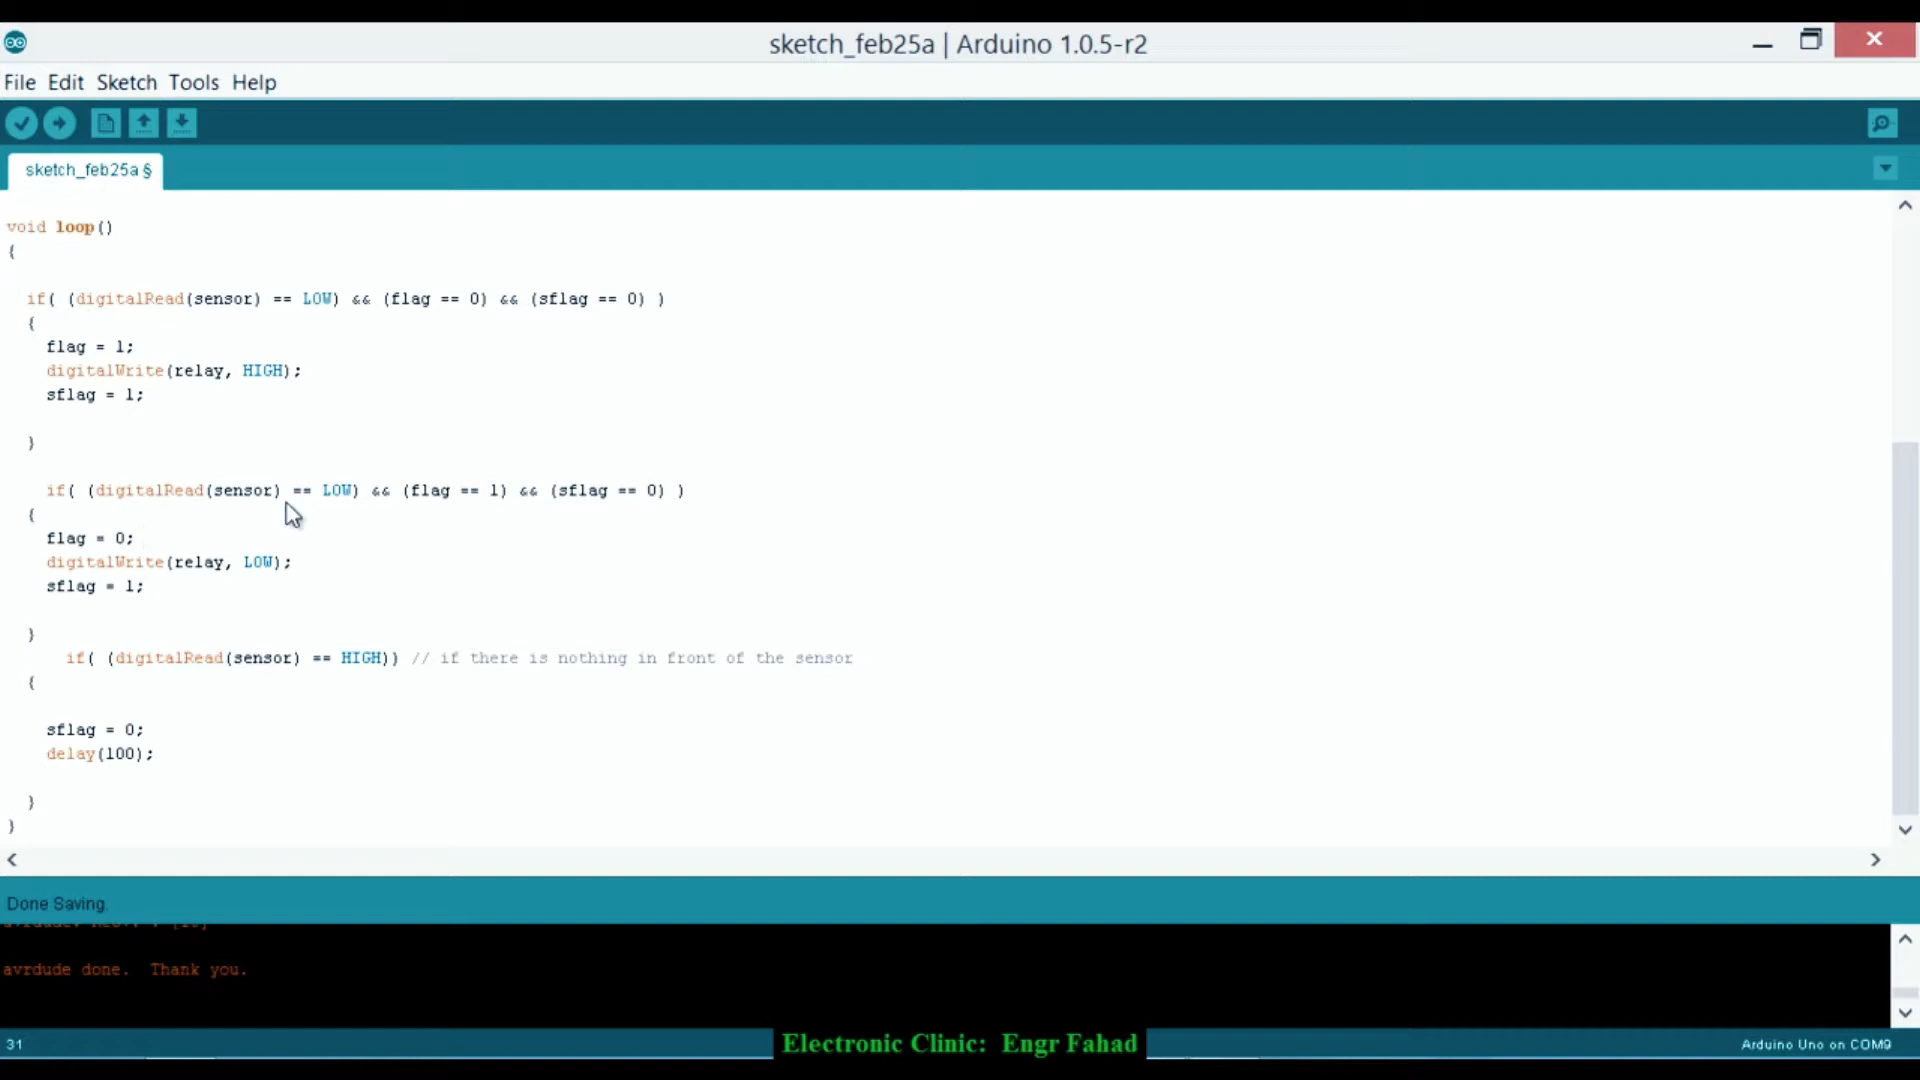 sketch_feb25a | Arduino 1.0.5-r2
File Edit Sketch Tools Help
sketch_feb25a §
void loop()
{
if( (digitalRead(sensor) == LOW) && (flag == 0) && (sflag == 0) )
{
flag = 1;
digitalWrite(relay, HIGH);
sflag = 1;
}
if( (digitalRead(sensor) == LOW) && (flag == 1) && (sflag == 0) )
{
flag = 0;
digitalWrite(relay, LOW);
sflag = 1;
}
if( (digitalRead(sensor) == HIGH)) // if there is nothing in front of the sensor
{
sflag = 0;
delay(100);
}
}
Done Saving.
avrdude done. Thank you.
31
Electronic Clinic: Engr Fahad
Arduino Uno on COM9